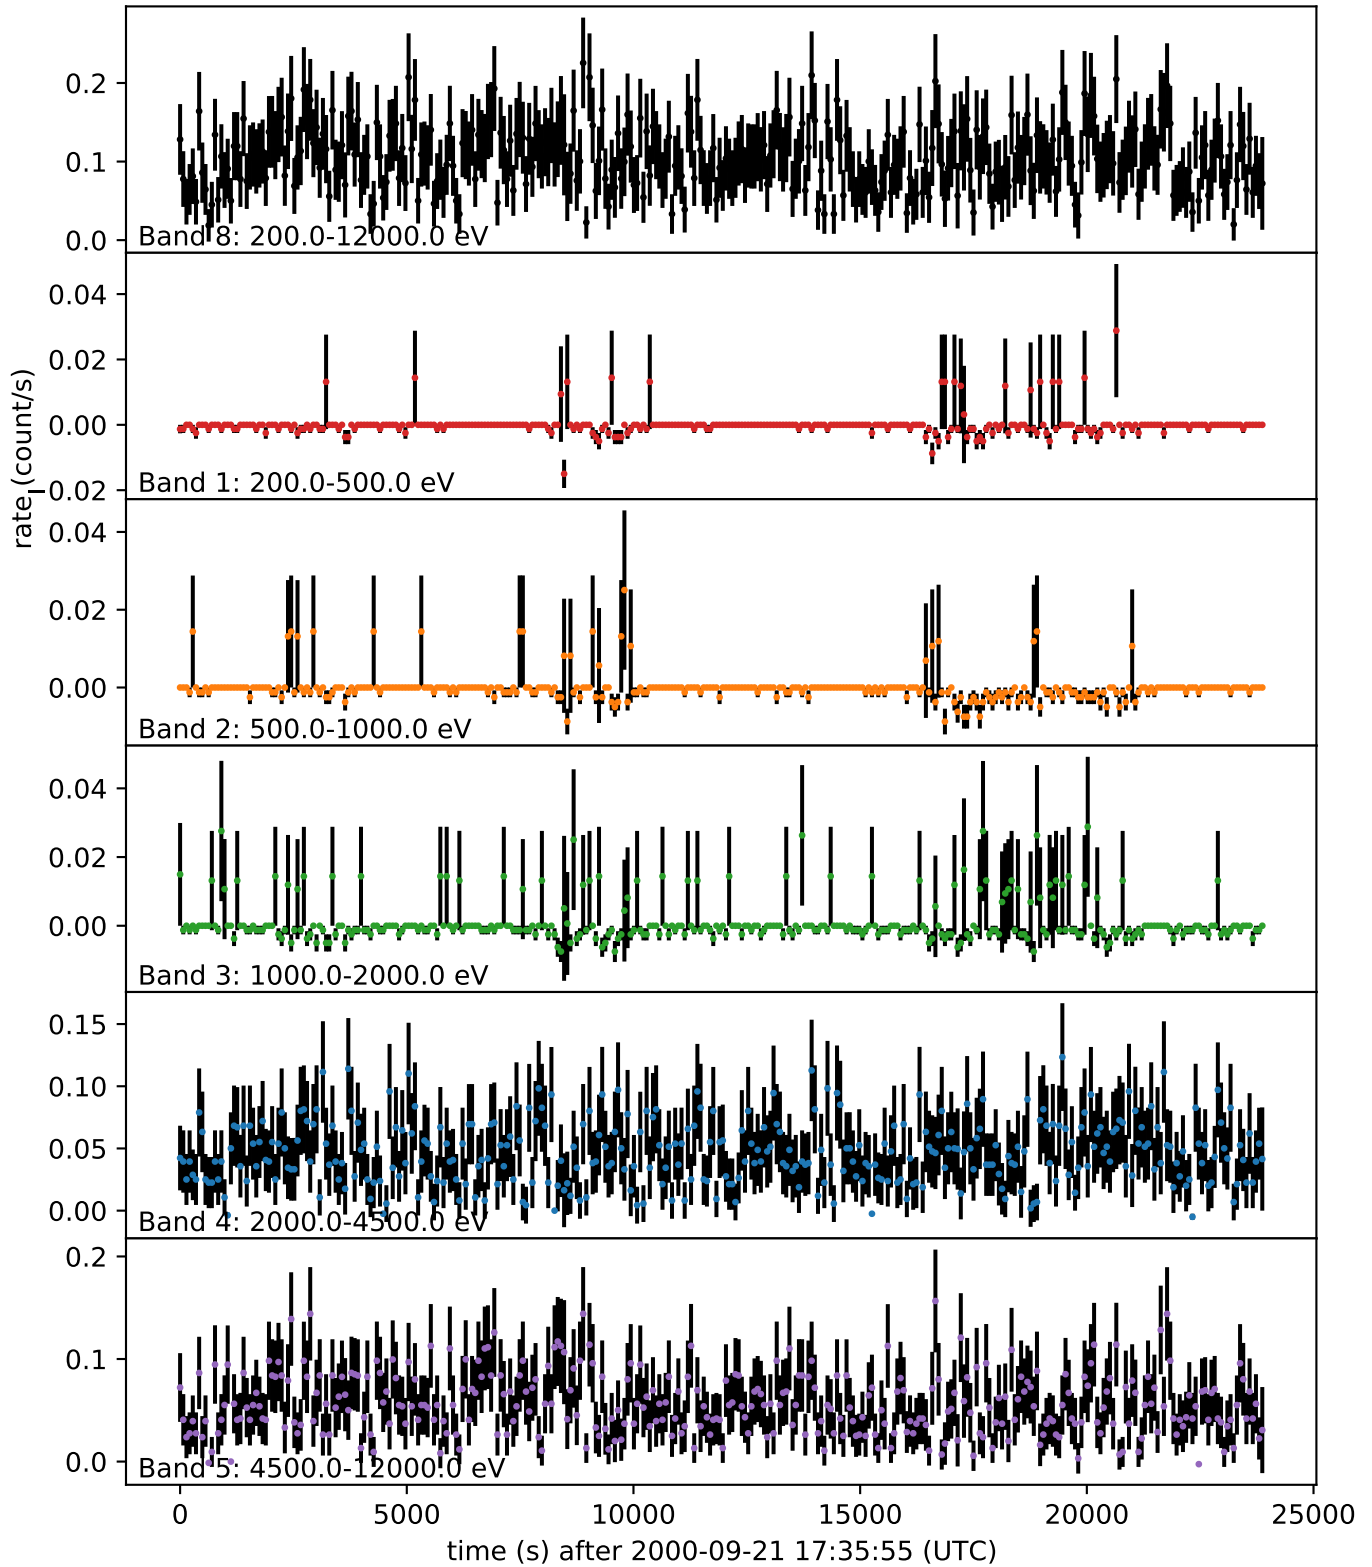 0.2
0.1
0.0
Band 8: 200.0-12000.0 eV
0.04
0.02
0.00
−0.02
Band 1: 200.0-500.0 eV
rate (count/s)
0.04
0.02
0.00
Band 2: 500.0-1000.0 eV
0.04
0.02
0.00
Band 3: 1000.0-2000.0 eV
0.15
0.10
0.05
0.00
Band 4: 2000.0-4500.0 eV
0.2
0.1
0.0
Band 5: 4500.0-12000.0 eV
0 5000 10000 15000 20000 25000
time (s) after 2000-09-21 17:35:55 (UTC)